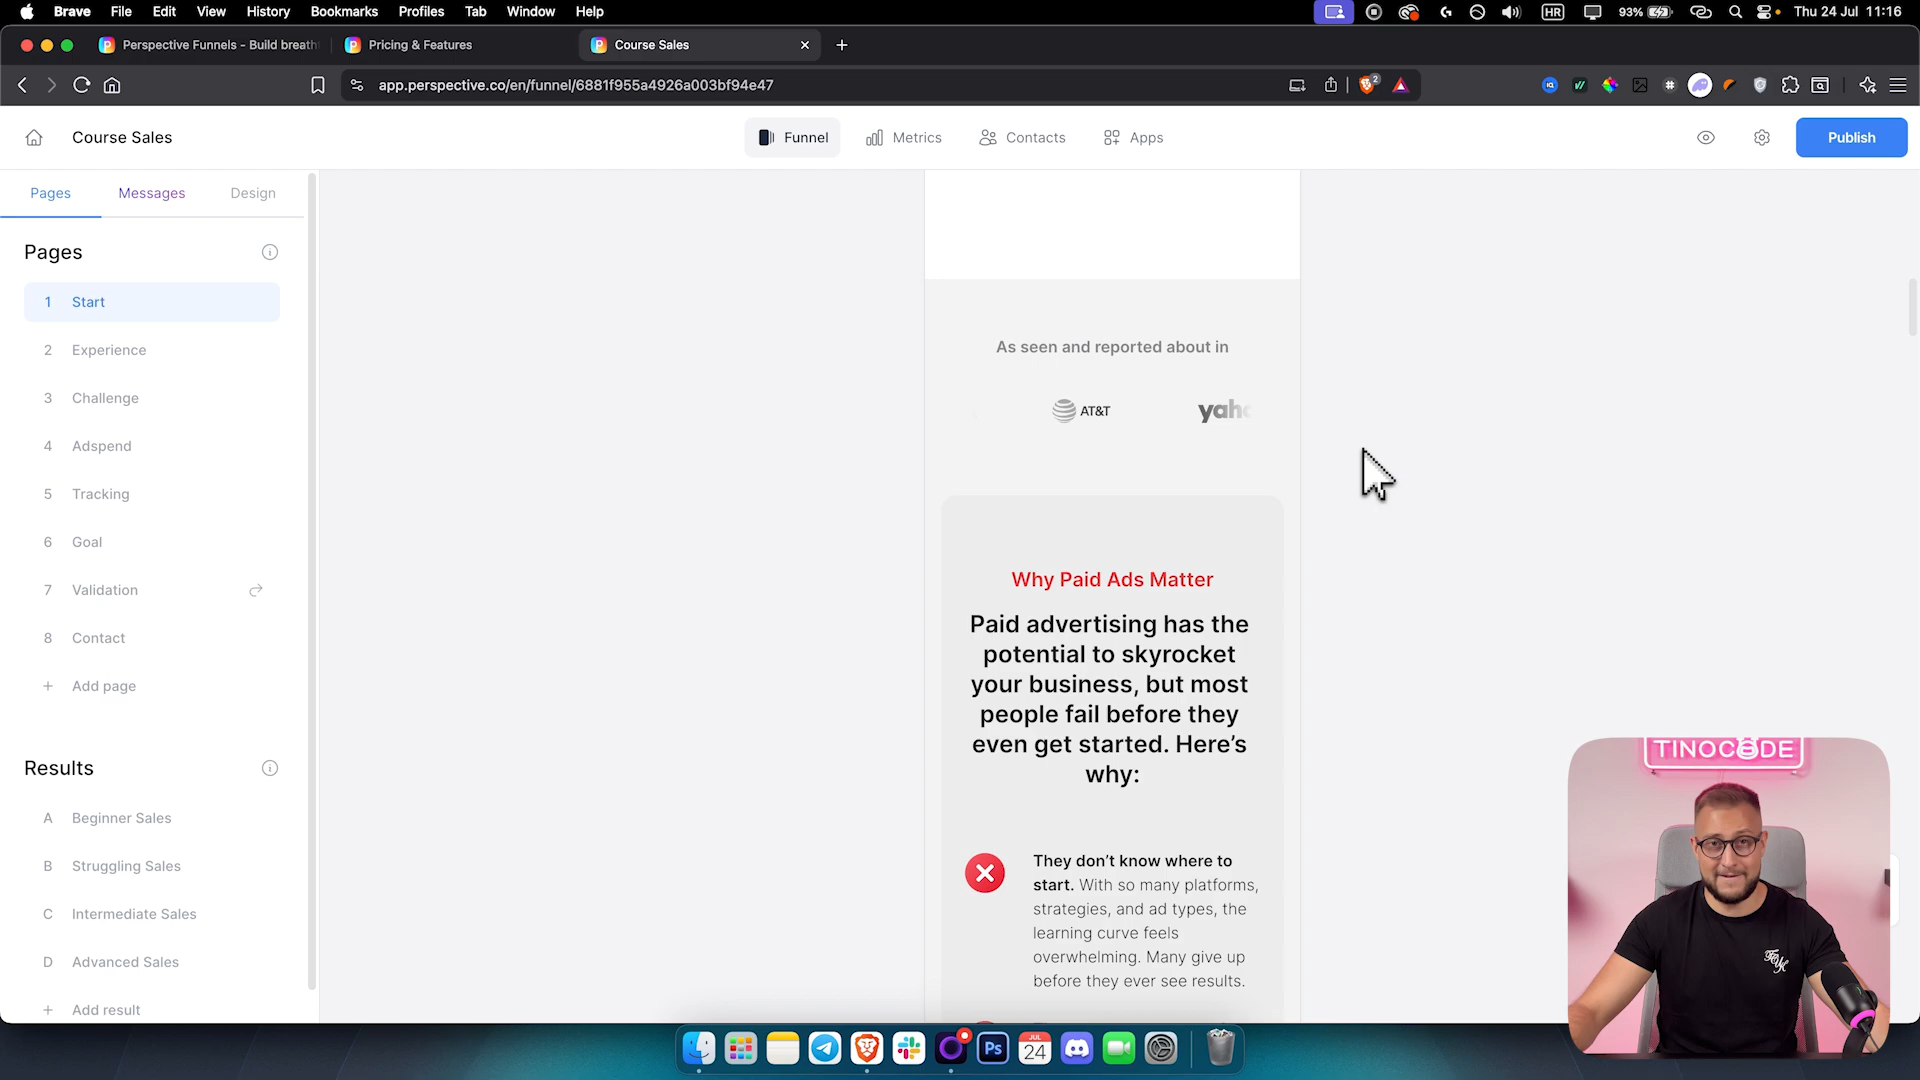 Brave File Edit View History Bookmarks Profiles Tab Window Help
HR 93% Thu 24 Jul 11:16
Perspective Funnels - Build breath
Pricing & Features
Course Sales
app.perspective.co/en/funnel/6881f955a4926a003bf94e47
2
Course Sales
Funnel Metrics Contacts Apps
Publish
Pages Messages Design
Pages
1 Start
2 Experience
3 Challenge
4 Adspend
5 Tracking
6 Goal
7 Validation
8 Contact
+ Add page
Results
A Beginner Sales
B Struggling Sales
C Intermediate Sales
D Advanced Sales
+ Add result
As seen and reported about in
AT&T yaho
Why Paid Ads Matter
Paid advertising has the
potential to skyrocket
your business, but most
people fail before they
even get started. Here’s
why:
They don’t know where to
start. With so many platforms,
strategies, and ad types, the
learning curve feels
overwhelming. Many give up
before they ever see results.
TINOCODE
Ps
JUL
24